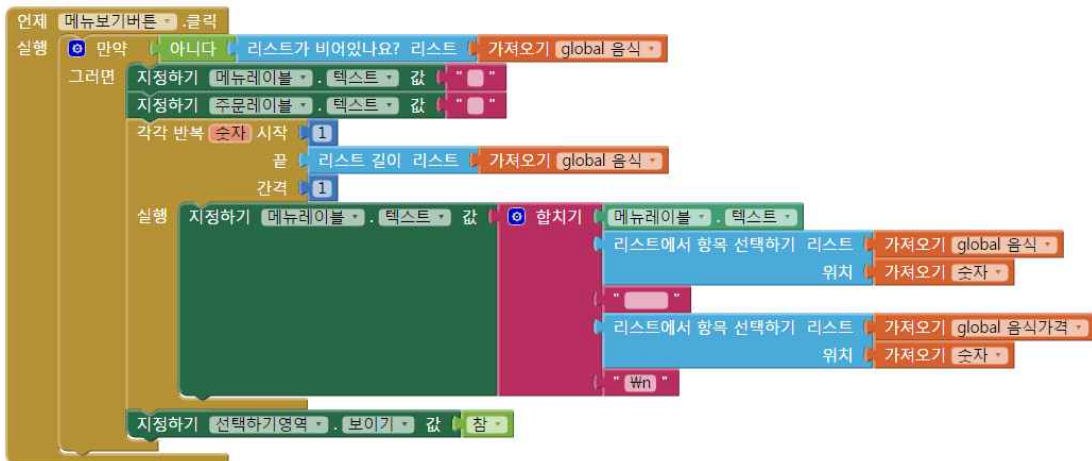 언제 메뉴보기버튼 .클릭
실행 만약 아니다 리스트가 비어있나요? 리스트 가져오기 global 음식
그러면 지정하기 메뉴레이블 . 텍스트 값 " "
지정하기 주문레이블 . 텍스트 값 " "
각각 반복 숫자 시작 1
끝 리스트 길이 리스트 가져오기 global 음식
간격 1
실행 지정하기 메뉴레이블 . 텍스트 값 합치기 메뉴레이블 . 텍스트
리스트에서 항목 선택하기 리스트 가져오기 global 음식
위치 가져오기 숫자
" "
리스트에서 항목 선택하기 리스트 가져오기 global 음식가격
위치 가져오기 숫자
" ₩n "
지정하기 선택하기영역 . 보이기 값 참